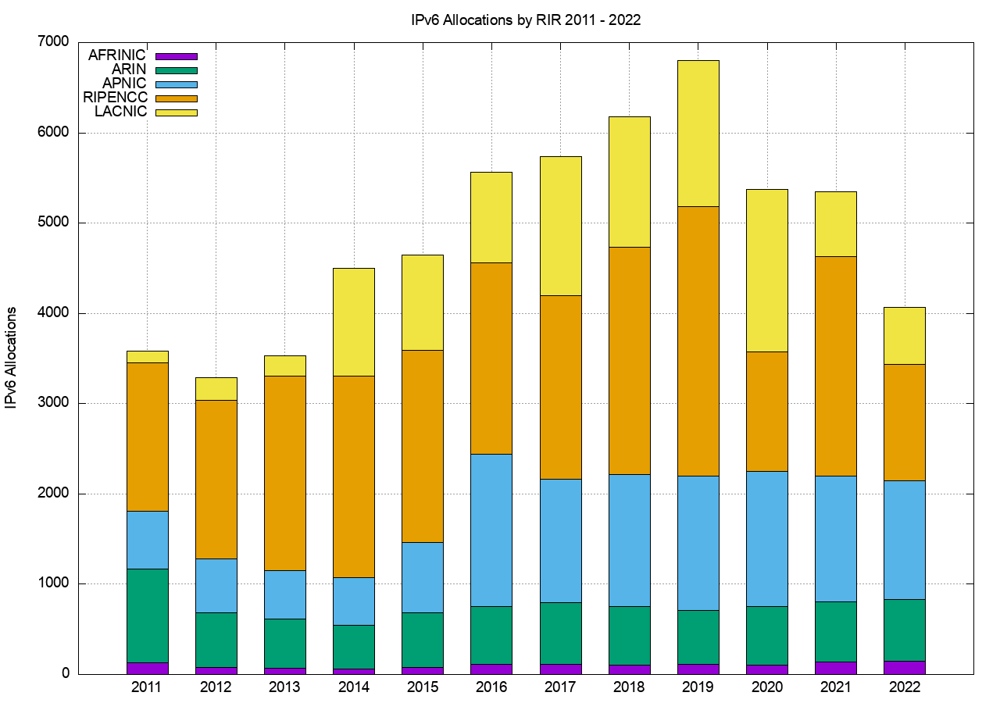 IPv6 Allocations by RIR 2011 - 2022
7000
6000
5000
4000
3000
2000
1000
0
IPv6 Allocations
AFRINIC
ARIN
APNIC
RIPENCC
LACNIC
2011 2012 2013 2014 2015 2016 2017 2018 2019 2020 2021 2022